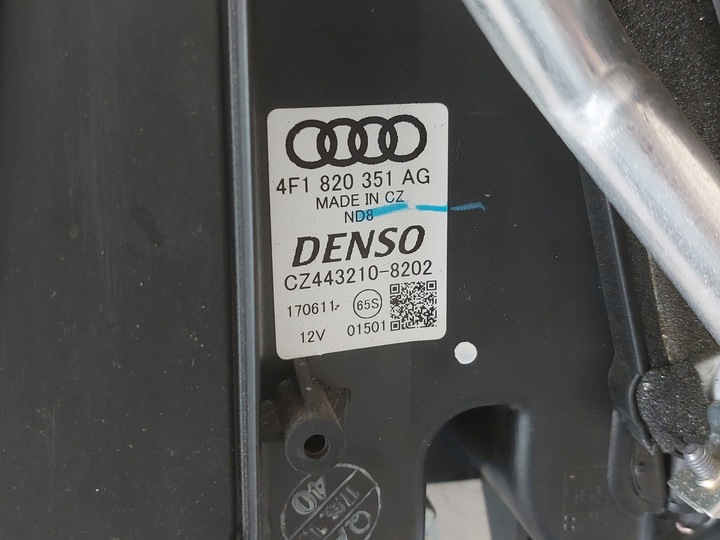 4F1 820 351 AG
MADE IN CZ
ND8
DENSO
CZ443210-8202
170611 65S
12V 01501